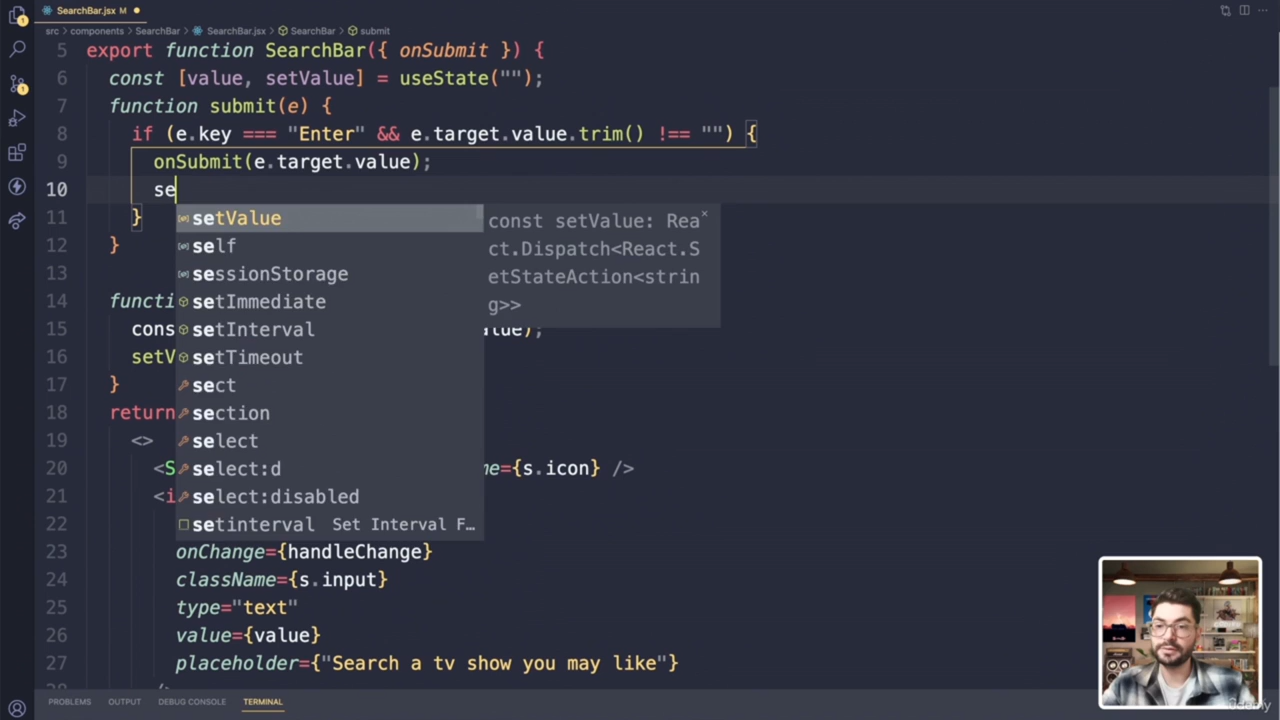 SearchBar.jsx M
src > components > SearchBar > SearchBar.jsx > SearchBar > submit
5 export function SearchBar({ onSubmit }) {
6 const [value, setValue] = useState("");
7 function submit(e) {
8 if (e.key === "Enter" && e.target.value.trim() !== "") {
9 onSubmit(e.target.value);
10 se
11 }
setValue
const setValue: Rea
12 }
self
ct.Dispatch<React.S
13
sessionStorage
etStateAction<strin
14 functi
setImmediate
g>>
15 cons
setInterval
alue);
16 setV
setTimeout
17 }
sect
18 return
section
19 <>
select
20 <S
select:d
me={s.icon} />
21 <i
select:disabled
22
setinterval Set Interval F…
23 onChange={handleChange}
24 className={s.input}
25 type="text"
26 value={value}
27 placeholder={"Search a tv show you may like"}
28 />
PROBLEMS OUTPUT DEBUG CONSOLE TERMINAL
ûdemy